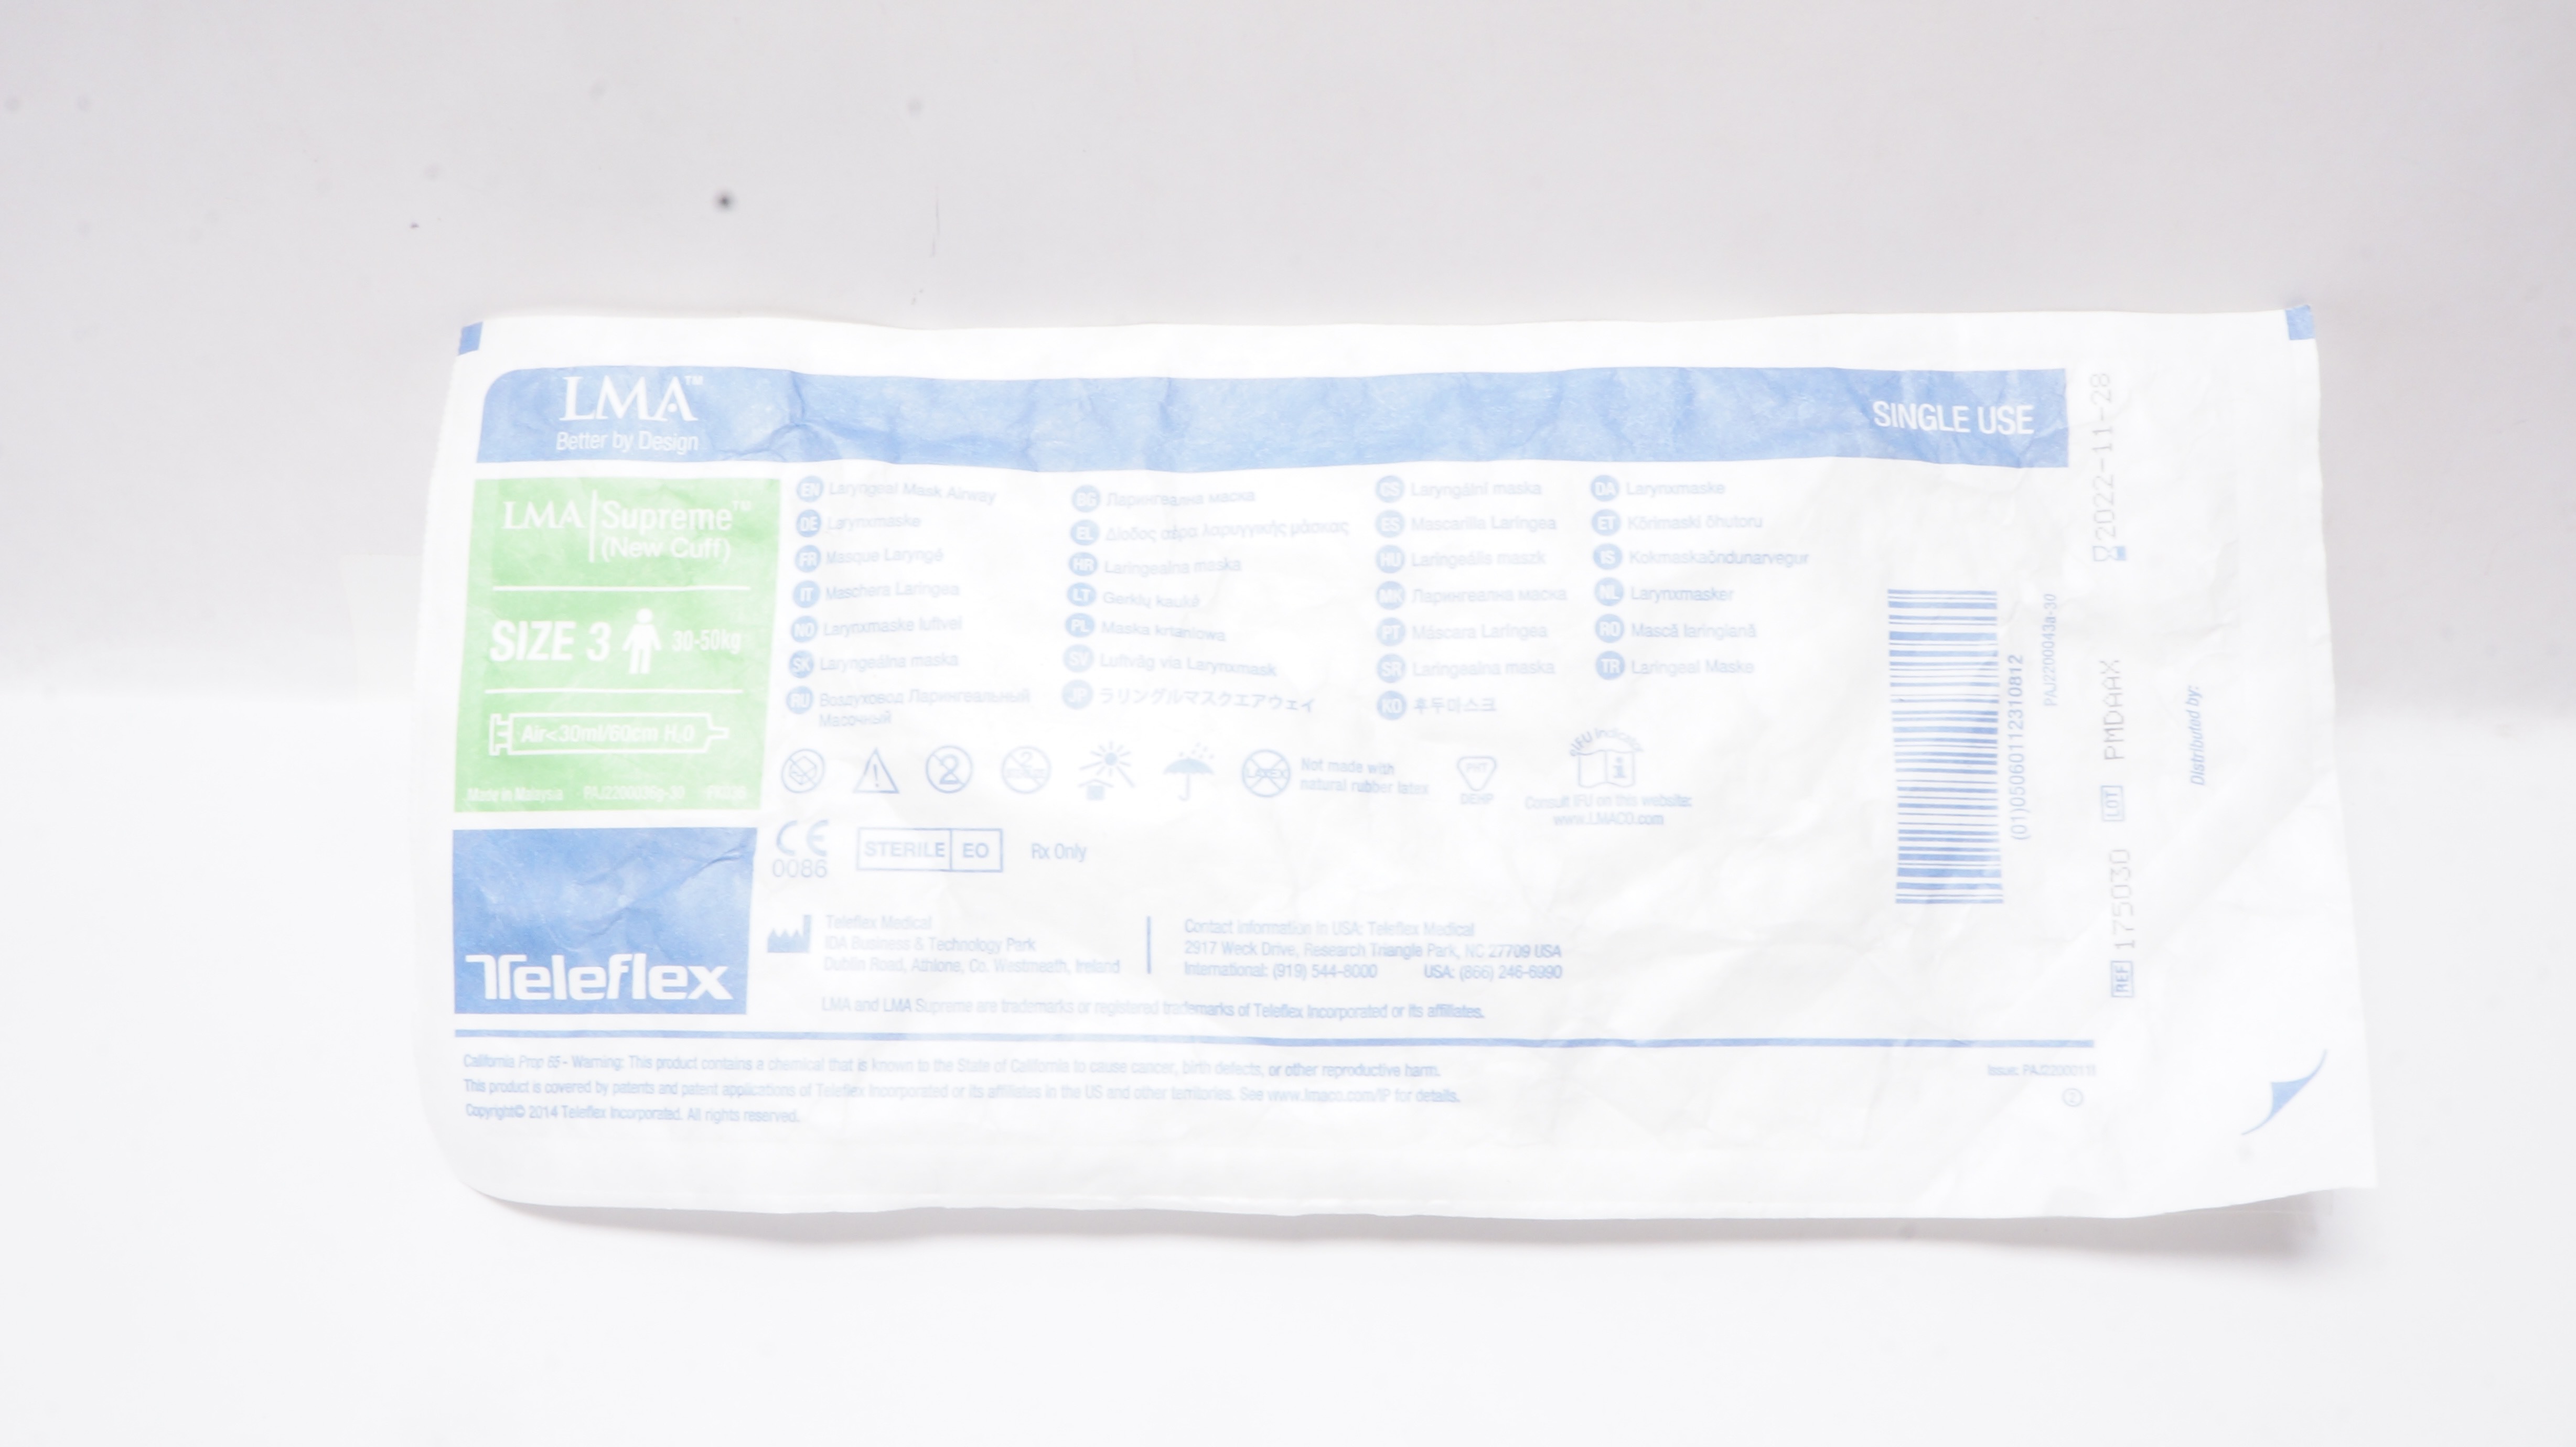 LMA™
Better by Design
SINGLE USE
LMA Supreme™
(New Cuff)
SIZE 3 30-50kg
Air<30ml/60cm H₂O
Made in Malaysia
EN Laryngeal Mask Airway
DE Larynxmaske
FR Masque Laryngé
IT Maschera Laringea
NO Larynxmaske luftvei
SK Laryngeálna maska
RU Воздуховод Ларингеальный
Масочный
BG Ларингеална маска
EL Δίοδος αέρα λαρυγγικής μάσκας
HR Laringealna maska
LT Gerklų kaukė
PL Maska krtaniowa
SV Luftväg via Larynxmask
JP ラリンゲルマスクエアウェイ
CS Laryngální maska
ES Mascarilla Laríngea
HU Laringeális maszk
MK Ларингеална маска
PT Máscara Laríngea
SR Laringealna maska
KO 후두마스크
DA Larynxmaske
ET Kõrimaski õhutoru
IS Kokmaskaöndunarvegur
NL Larynxmasker
RO Mască laringiană
TR Laringeal Maske
2
2
LATEX
Not made with
natural rubber latex
PHT
DEHP
eIFU Indicator
Consult IFU on this website:
www.LMACO.com
CE
0086
STERILE EO
Rx Only
Teleflex
Teleflex Medical
IDA Business & Technology Park
Dublin Road, Athlone, Co. Westmeath, Ireland
Contact information in USA: Teleflex Medical
2917 Weck Drive, Research Triangle Park, NC 27709 USA
International: (919) 544-8000 USA: (866) 246-6990
LMA and LMA Supreme are trademarks or registered trademarks of Teleflex Incorporated or its affiliates.
California Prop 65 - Warning: This product contains a chemical that is known to the State of California to cause cancer, birth defects, or other reproductive harm.
This product is covered by patents and patent applications of Teleflex Incorporated or its affiliates in the US and other territories. See www.lmaco.com/IP for details.
Copyright© 2014 Teleflex Incorporated. All rights reserved.
Issue:
2
(01)05060112310812
PAJ2200043a-30
REF 175030 LOT PMDAAX 2022-11-28
Distributed by: